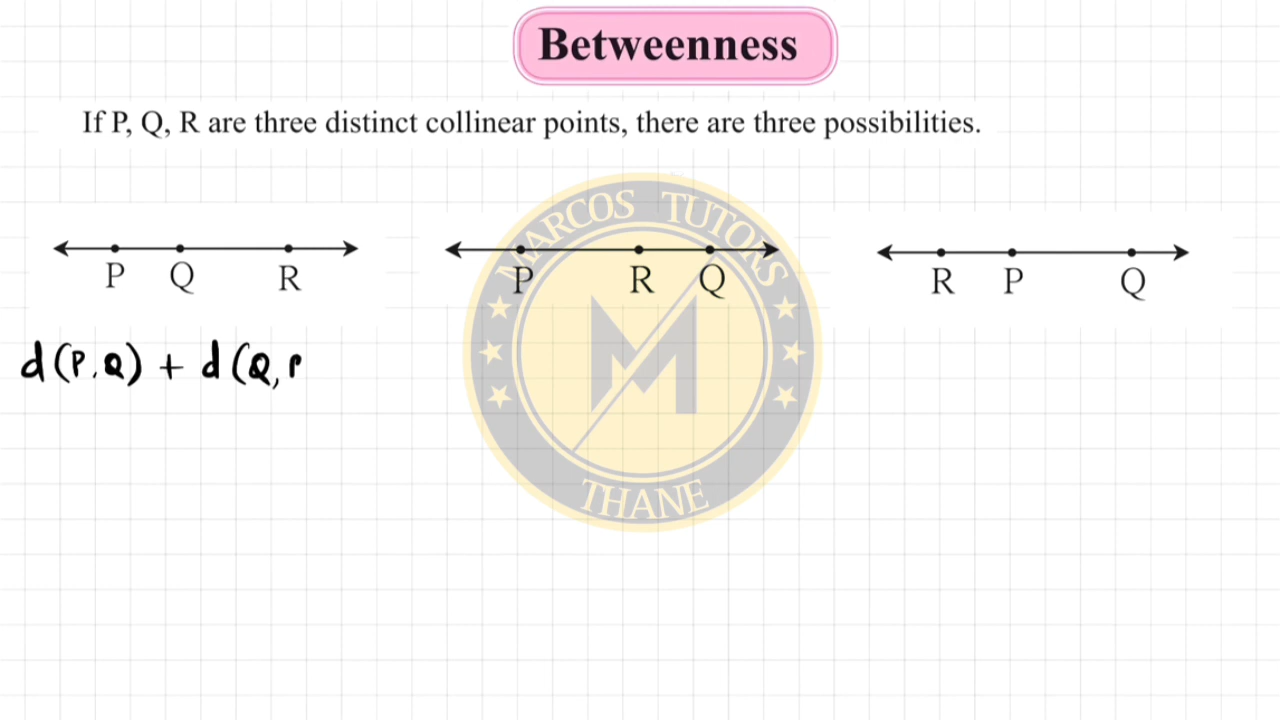 Betweenness
If P, Q, R are three distinct collinear points, there are three possibilities.
MARCOS TUTORS
P Q R
P R Q
R P Q
d(P,Q) + d(Q,
M
THANE